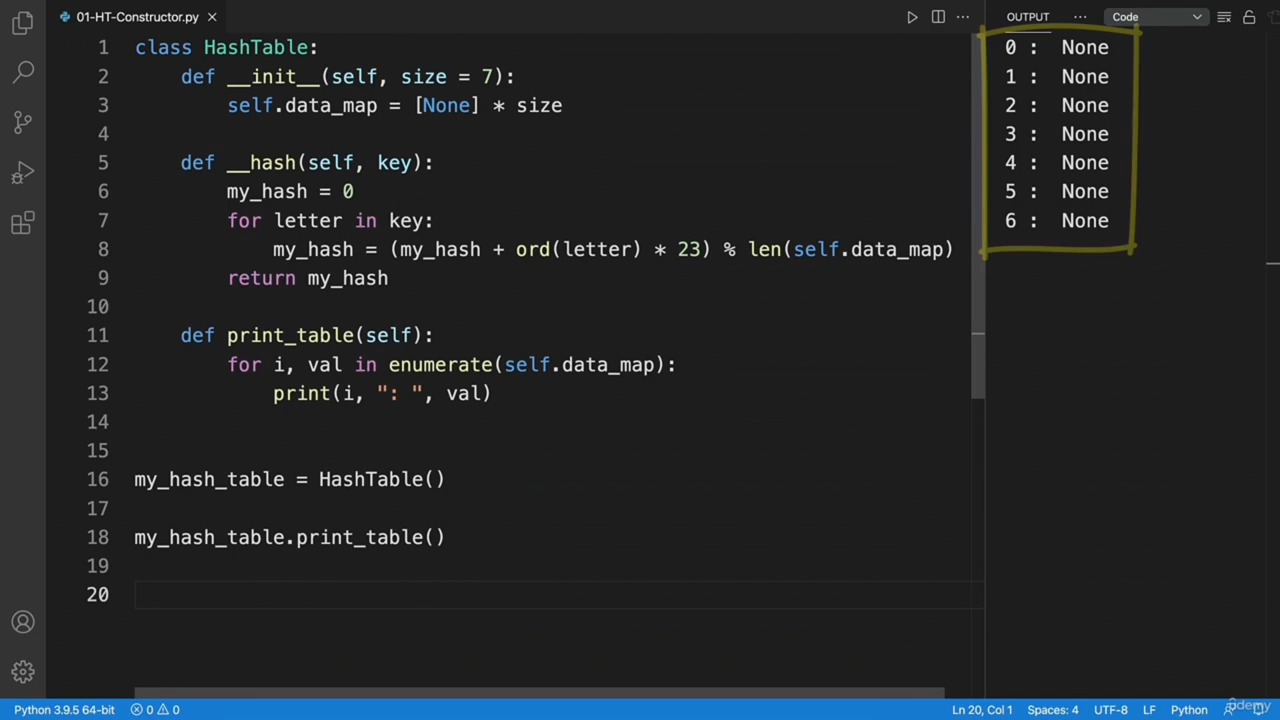 01-HT-Constructor.py
OUTPUT
Code
1 class HashTable:
2     def __init__(self, size = 7):
3         self.data_map = [None] * size
4
5     def __hash(self, key):
6         my_hash = 0
7         for letter in key:
8             my_hash = (my_hash + ord(letter) * 23) % len(self.data_map)
9         return my_hash
10
11     def print_table(self):
12         for i, val in enumerate(self.data_map):
13             print(i, ": ", val)
14
15
16 my_hash_table = HashTable()
17
18 my_hash_table.print_table()
19
20
0 :  None
1 :  None
2 :  None
3 :  None
4 :  None
5 :  None
6 :  None
Python 3.9.5 64-bit 0 0 Ln 20, Col 1 Spaces: 4 UTF-8 LF Python
ûdemy